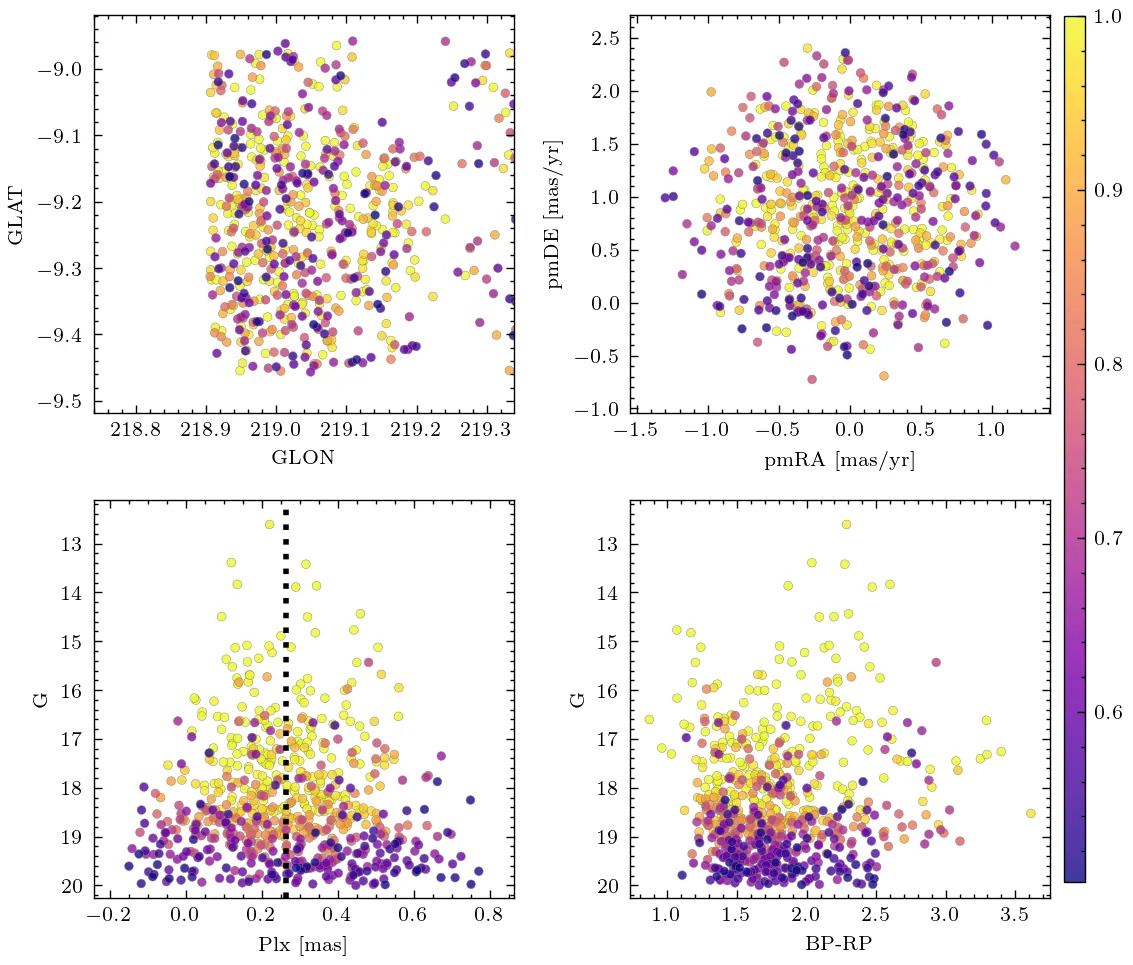 −9.0
−9.1
−9.2
−9.3
−9.4
−9.5
GLAT
218.8 218.9 219.0 219.1 219.2 219.3
GLON
2.5
2.0
1.5
1.0
0.5
0.0
−0.5
−1.0
pmDE [mas/yr]
−1.5 −1.0 −0.5 0.0 0.5 1.0
pmRA [mas/yr]
1.0
0.9
0.8
0.7
0.6
13
14
15
16
17
18
19
20
G
−0.2 0.0 0.2 0.4 0.6 0.8
Plx [mas]
13
14
15
16
17
18
19
20
G
1.0 1.5 2.0 2.5 3.0 3.5
BP-RP